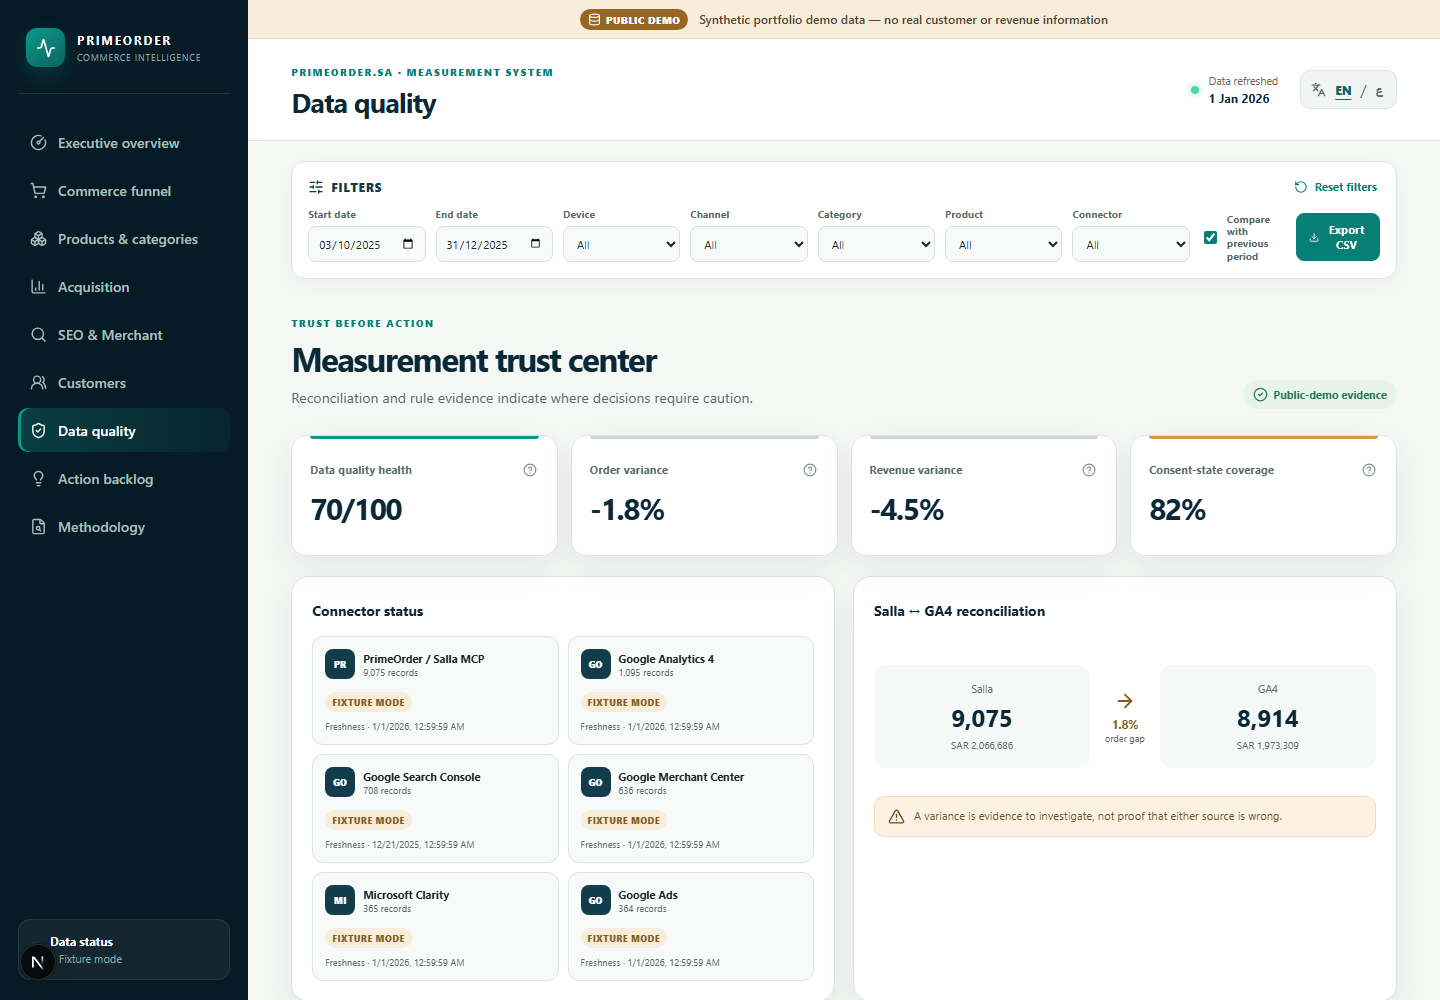 PRIMEORDER
COMMERCE INTELLIGENCE
Executive overview
Commerce funnel
Products & categories
Acquisition
SEO & Merchant
Customers
Data quality
Action backlog
Methodology
Data status
Fixture mode
N
PUBLIC DEMO Synthetic portfolio demo data — no real customer or revenue information
PRIMEORDER.SA · MEASUREMENT SYSTEM
Data quality
Data refreshed
1 Jan 2026
EN / ع
FILTERS
Reset filters
Start date End date Device Channel Category Product Connector
03/10/2025 31/12/2025 All All All All All
Compare
with
previous
period
Export
CSV
TRUST BEFORE ACTION
Measurement trust center
Reconciliation and rule evidence indicate where decisions require caution.
Public-demo evidence
Data quality health
70/100
Order variance
-1.8%
Revenue variance
-4.5%
Consent-state coverage
82%
Connector status
PR PrimeOrder / Salla MCP
9,075 records
FIXTURE MODE
Freshness · 1/1/2026, 12:59:59 AM
GO Google Analytics 4
1,095 records
FIXTURE MODE
Freshness · 1/1/2026, 12:59:59 AM
GO Google Search Console
708 records
FIXTURE MODE
Freshness · 12/21/2025, 12:59:59 AM
GO Google Merchant Center
636 records
FIXTURE MODE
Freshness · 1/1/2026, 12:59:59 AM
MI Microsoft Clarity
365 records
FIXTURE MODE
Freshness · 1/1/2026, 12:59:59 AM
GO Google Ads
364 records
FIXTURE MODE
Freshness · 1/1/2026, 12:59:59 AM
Salla ↔ GA4 reconciliation
Salla
9,075
SAR 2,066,686
→
1.8%
order gap
GA4
8,914
SAR 1,973,309
A variance is evidence to investigate, not proof that either source is wrong.